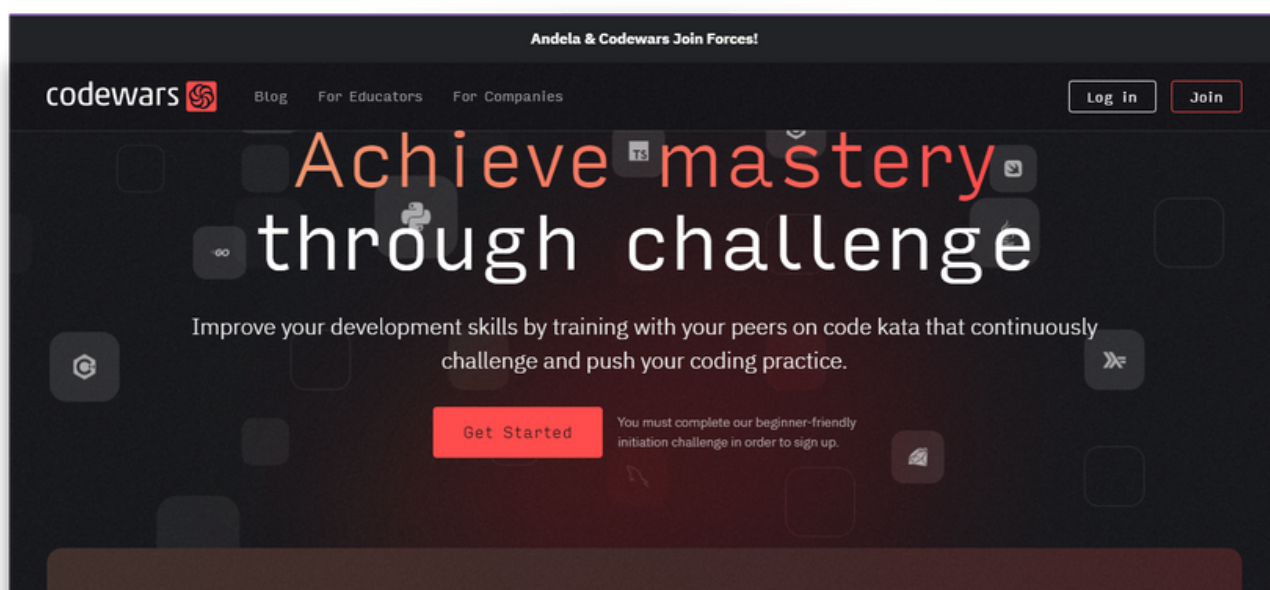 Andela & Codewars Join Forces!
codewars Blog For Educators For Companies Log in Join
Achieve mastery
through challenge
TS
GO
Improve your development skills by training with your peers on code kata that continuously
challenge and push your coding practice.
Get Started
You must complete our beginner-friendly
initiation challenge in order to sign up.